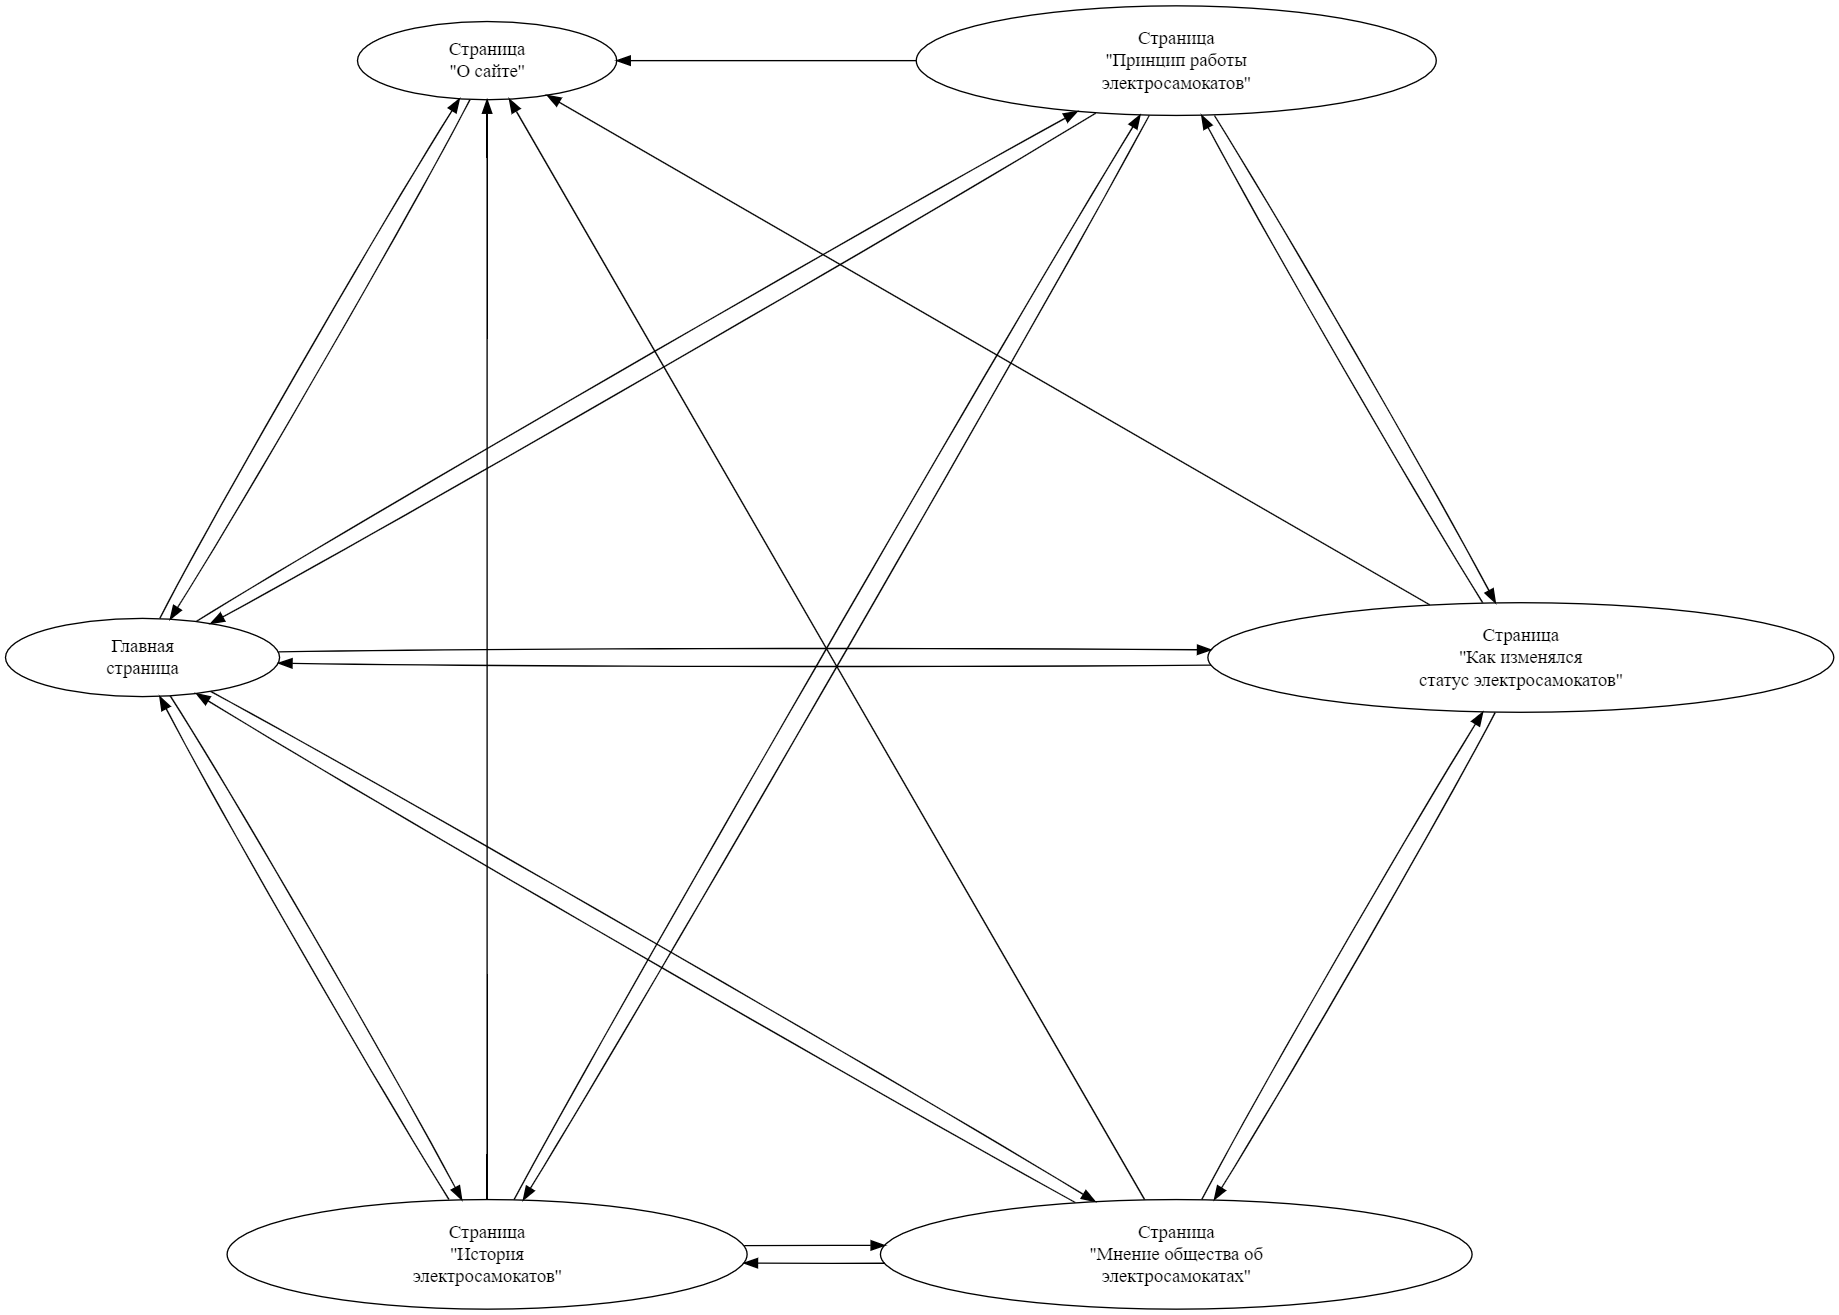 Страница
"О сайте"
Страница
"Принцип работы
электросамокатов"
Главная
страница
Страница
"Как изменялся
статус электросамокатов"
Страница
"История
электросамокатов"
Страница
"Мнение общества об
электросамокатах"